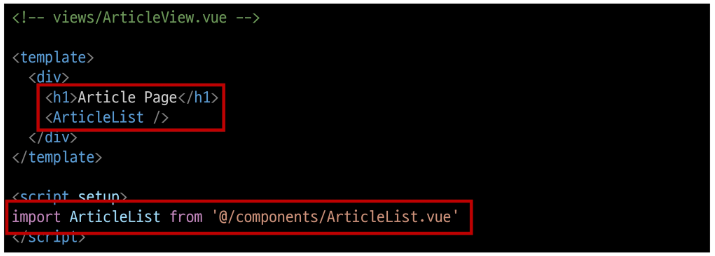 <!-- views/ArticleView.vue -->
<template>
<div>
<h1>Article Page</h1>
<ArticleList />
</div>
</template>
<script setup>
import ArticleList from '@/components/ArticleList.vue'
</script>